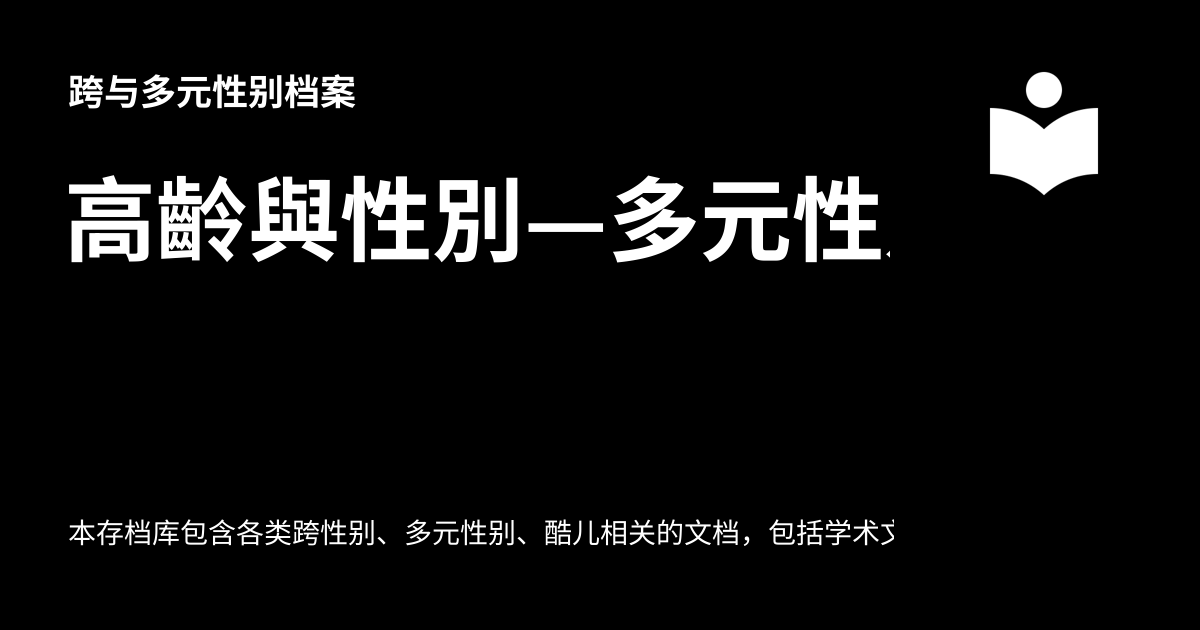 跨与多元性别档案
高齡與性別—多元性
本存档库包含各类跨性别、多元性别、酷儿相关的文档，包括学术